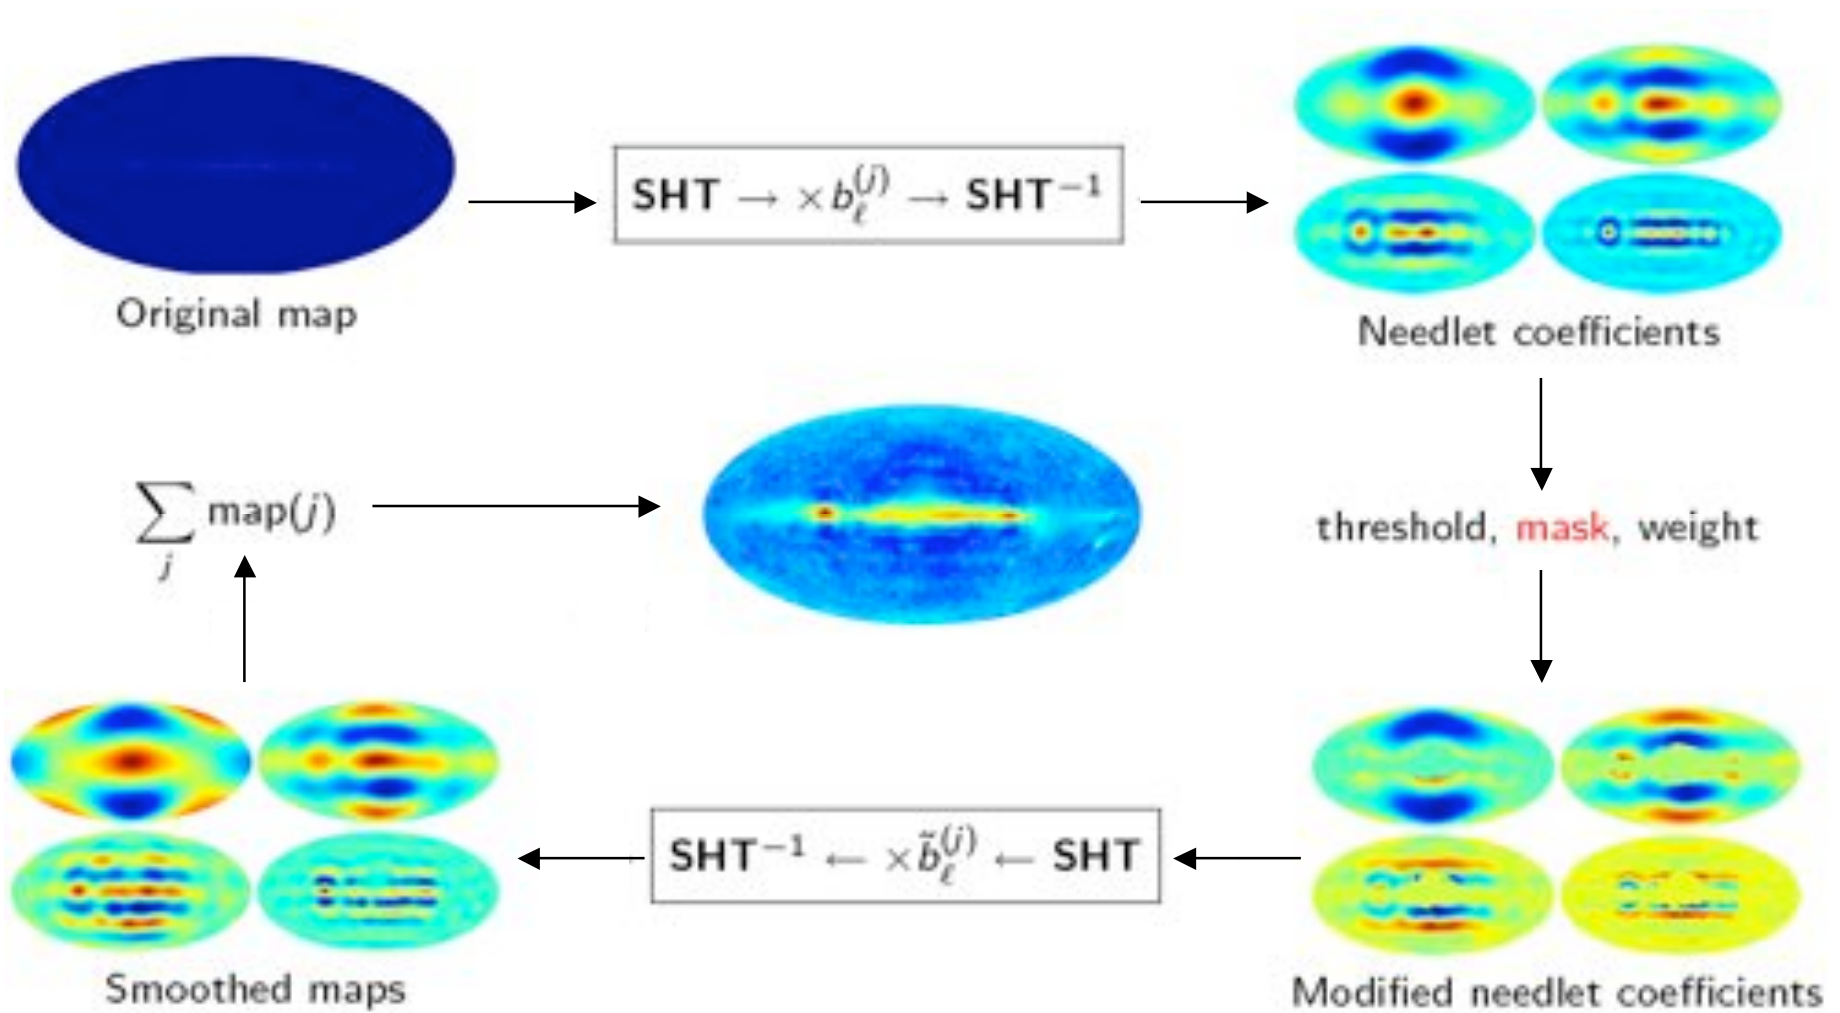 SHT → × b_ℓ^(j) → SHT⁻¹
Original map
Needlet coefficients
∑_j map(j)
threshold, mask, weight
SHT⁻¹ ← × b̃_ℓ^(j) ← SHT
Smoothed maps
Modified needlet coefficients